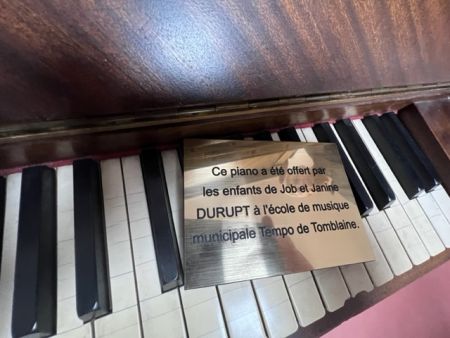 Ce piano a été offert par
les enfants de Job et Janine
DURUPT à l'école de musique
municipale Tempo de Tomblaine.